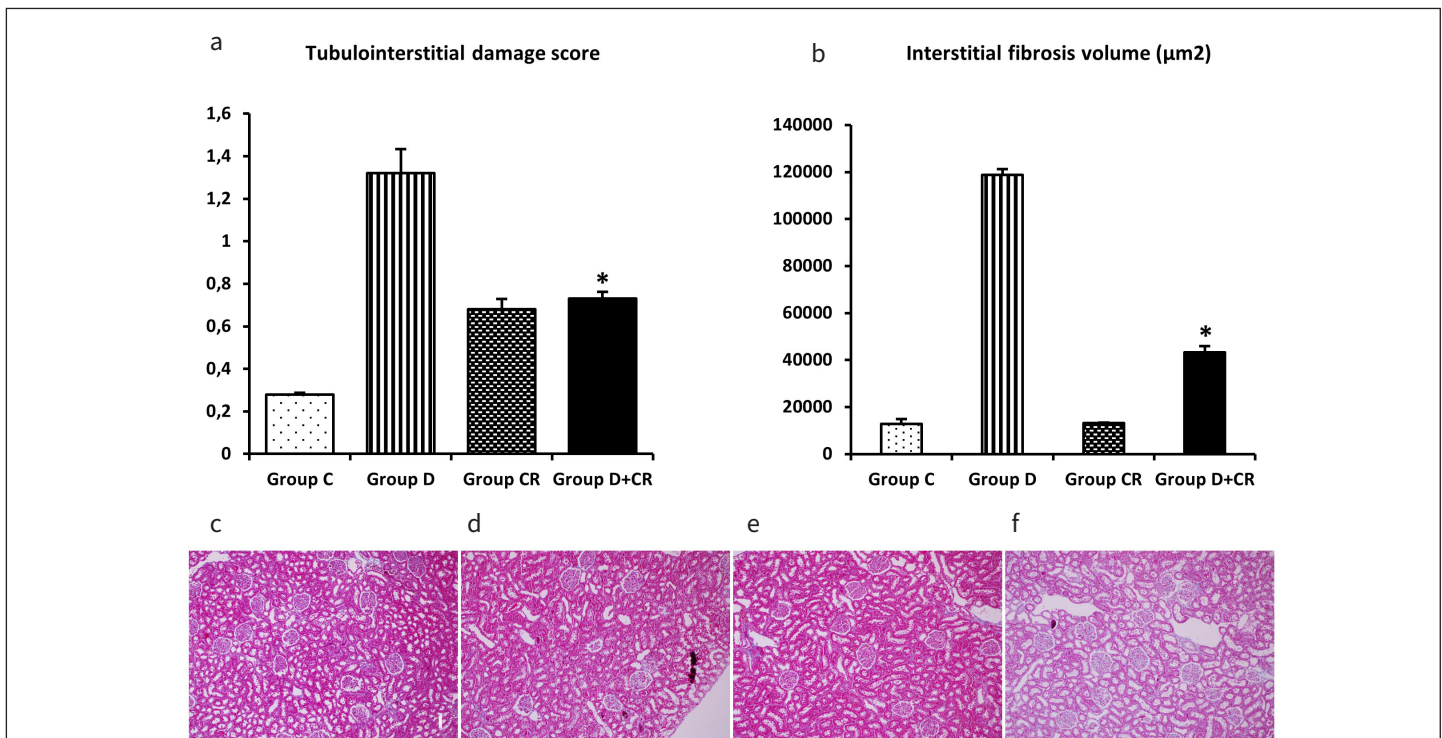 a
Tubulointerstitial damage score
1,6
1,4
1,2
1
0,8
0,6
0,4
0,2
0
*
Group C Group D Group CR Group D+CR
b
Interstitial fibrosis volume (µm2)
140000
120000
100000
80000
60000
40000
20000
0
*
Group C Group D Group CR Group D+CR
c
d
e
f